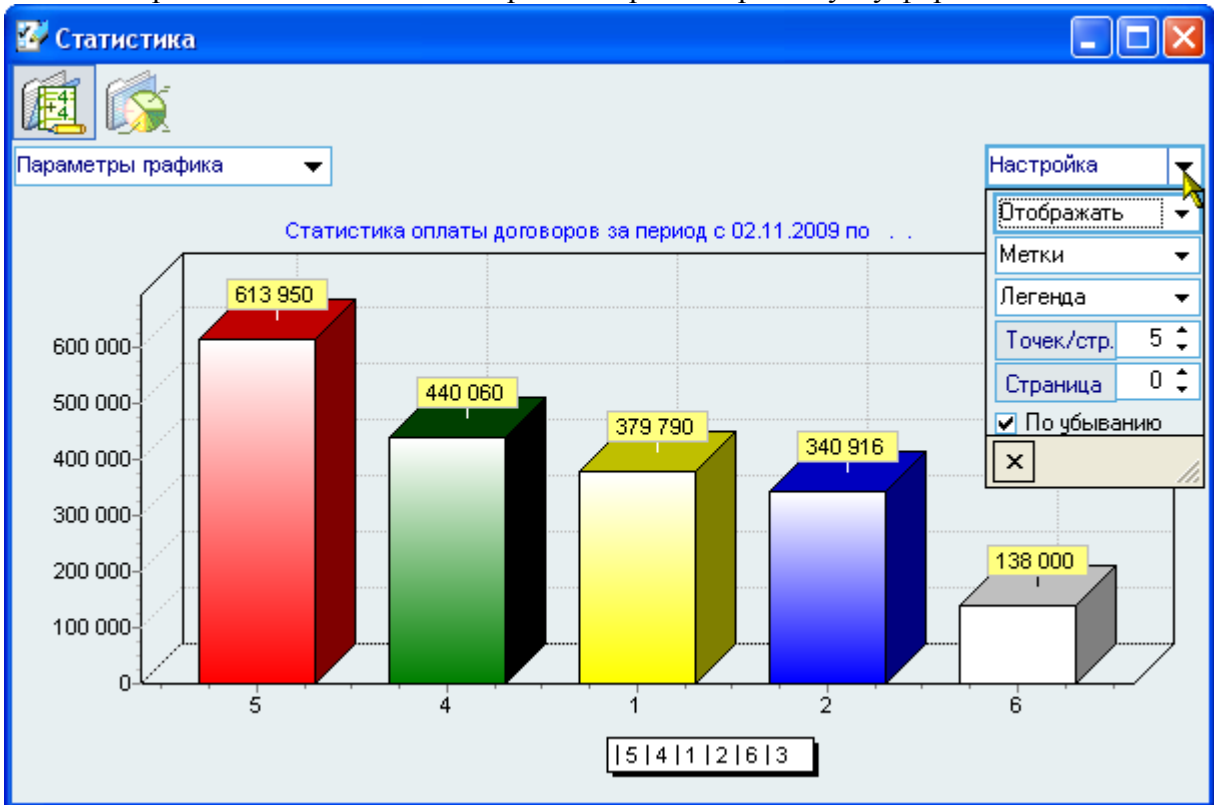 Статистика
Параметры графика
Настройка
Отображать
Метки
Легенда
Точек/стр. 5
Страница 0
По убыванию
Статистика оплаты договоров за период с 02.11.2009 по . .
613 950
440 060
379 790
340 916
138 000
600 000
500 000
400 000
300 000
200 000
100 000
0
5 4 1 2 6
|5|4|1|2|6|3